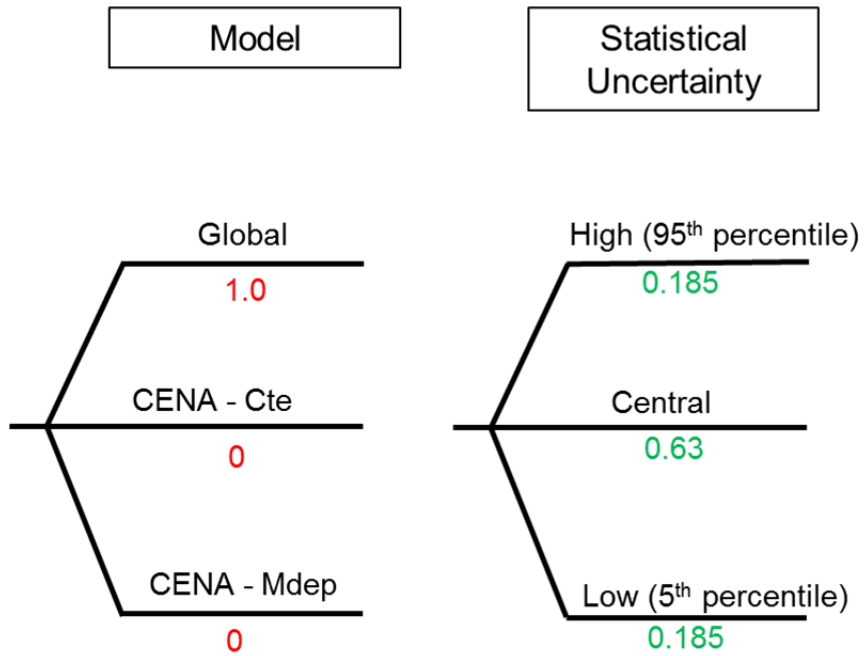 Model
Statistical
Uncertainty
Global
1.0
CENA - Cte
0
CENA - Mdep
0
High (95th percentile)
0.185
Central
0.63
Low (5th percentile)
0.185